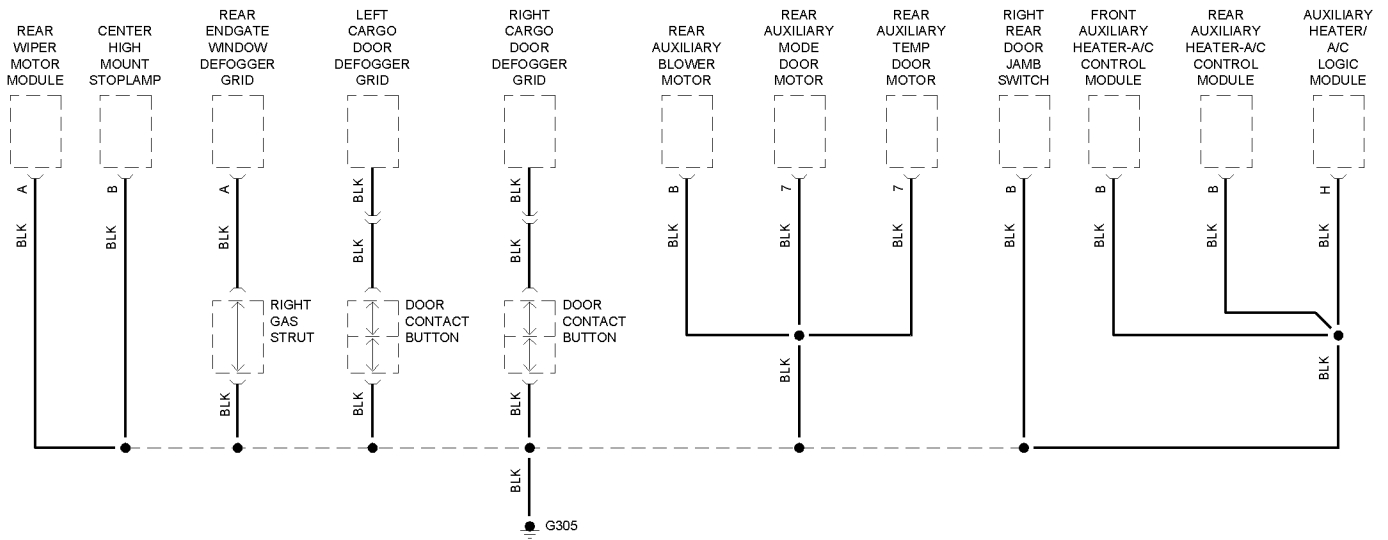 REAR
WIPER
MOTOR
MODULE
CENTER
HIGH
MOUNT
STOPLAMP
REAR
ENDGATE
WINDOW
DEFOGGER
GRID
LEFT
CARGO
DOOR
DEFOGGER
GRID
RIGHT
CARGO
DOOR
DEFOGGER
GRID
REAR
AUXILIARY
BLOWER
MOTOR
REAR
AUXILIARY
MODE
DOOR
MOTOR
REAR
AUXILIARY
TEMP
DOOR
MOTOR
RIGHT
REAR
DOOR
JAMB
SWITCH
FRONT
AUXILIARY
HEATER-A/C
CONTROL
MODULE
REAR
AUXILIARY
HEATER-A/C
CONTROL
MODULE
AUXILIARY
HEATER/
A/C
LOGIC
MODULE
A
B
A
BLK
BLK
B
7
7
B
B
B
H
BLK
BLK
BLK
BLK
BLK
BLK
BLK
BLK
BLK
BLK
BLK
BLK
RIGHT
GAS
STRUT
DOOR
CONTACT
BUTTON
DOOR
CONTACT
BUTTON
BLK
BLK
BLK
BLK
BLK
BLK
G305